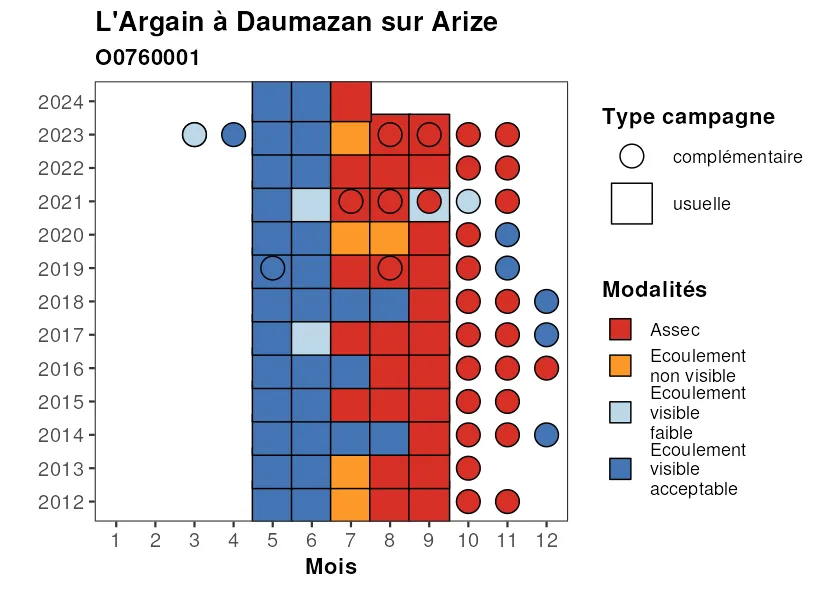 L'Argain à Daumazan sur Arize
O0760001
2024
2023
2022
2021
2020
2019
2018
2017
2016
2015
2014
2013
2012
1 2 3 4 5 6 7 8 9 10 11 12
Mois
Type campagne
complémentaire
usuelle
Modalités
Assec
Ecoulement
non visible
Ecoulement
visible
faible
Ecoulement
visible
acceptable